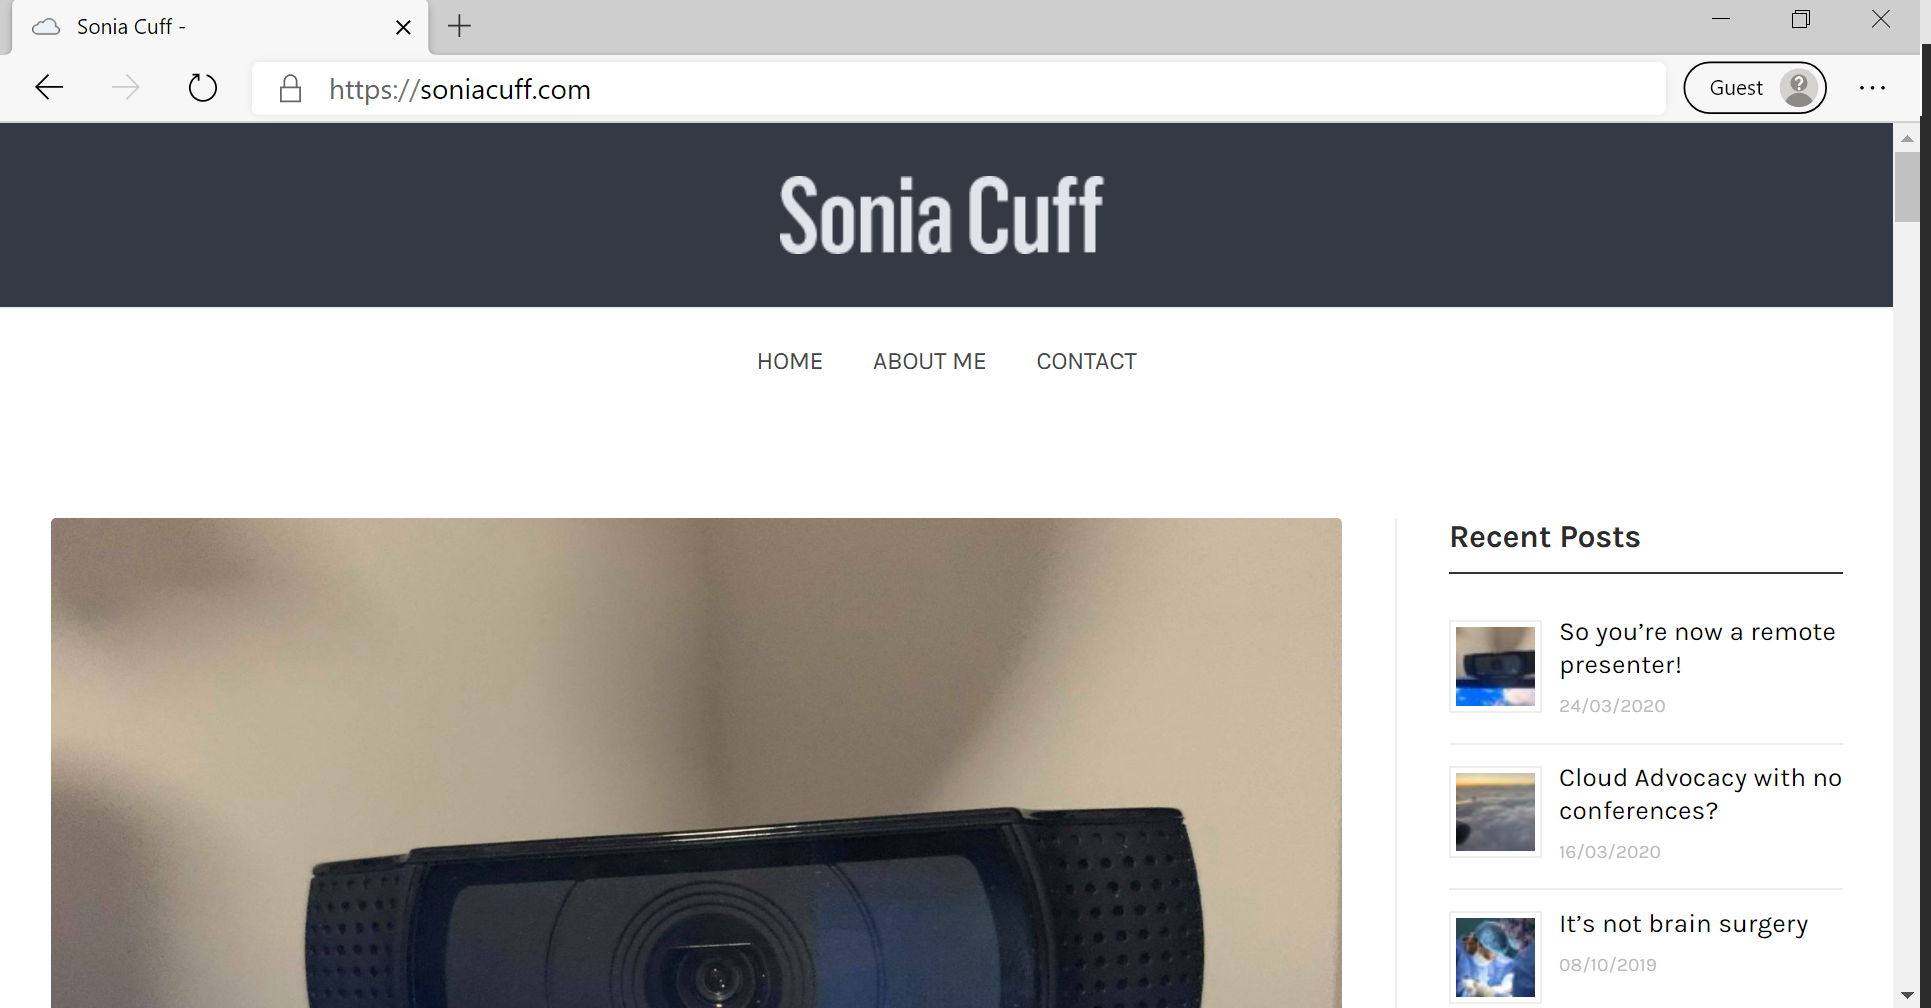 Sonia Cuff -
https://soniacuff.com
Guest
Sonia Cuff
HOME ABOUT ME CONTACT
Recent Posts
So you’re now a remote
presenter!
24/03/2020
Cloud Advocacy with no
conferences?
16/03/2020
It’s not brain surgery
08/10/2019